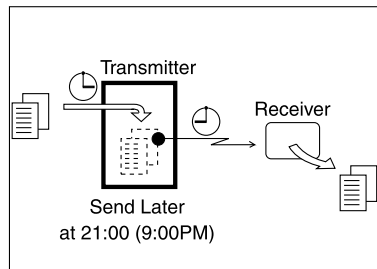 Transmitter
Receiver
Send Later
at 21:00 (9:00PM)